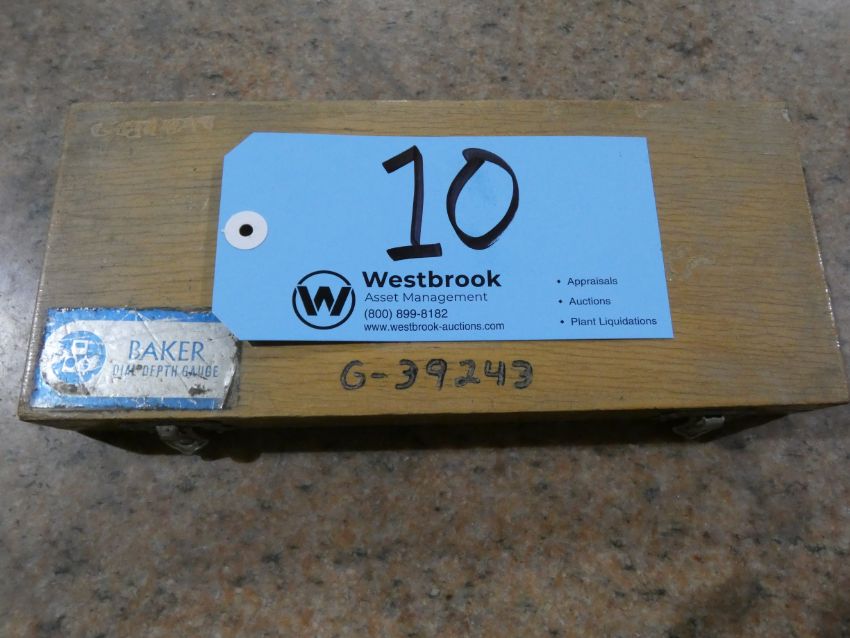 10
W
Westbrook
Asset Management
(800) 899-8182
www.westbrook-auctions.com
• Appraisals
• Auctions
• Plant Liquidations
BAKER
DIAL DEPTH GAUGE
G-39243